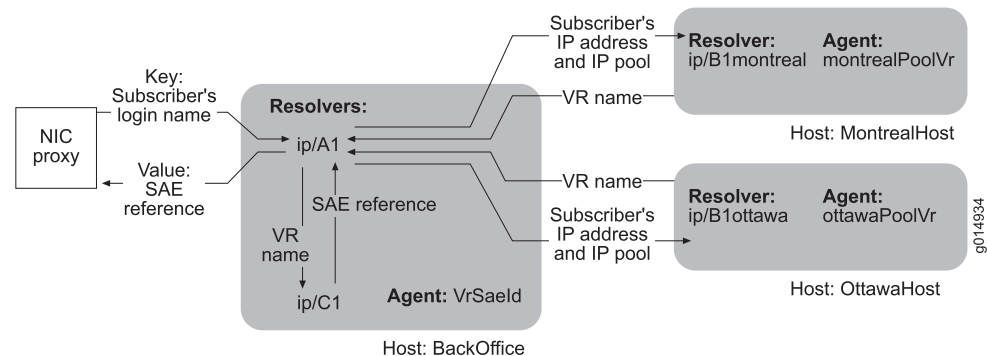 NIC
proxy
Key:
Subscriber's
login name
Value:
SAE
reference
Resolvers:
ip/A1
SAE reference
VR
name
ip/C1
Agent: VrSaeId
Host: BackOffice
Subscriber's
IP address
and IP pool
VR name
VR name
Subscriber's
IP address
and IP pool
Resolver: Agent:
ip/B1montreal montrealPoolVr
Host: MontrealHost
Resolver: Agent:
ip/B1ottawa ottawaPoolVr
Host: OttawaHost
g014934